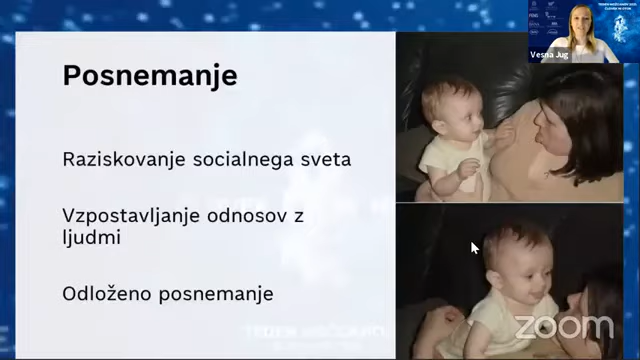 Posnemanje
Raziskovanje socialnega sveta
Vzpostavljanje odnosov z
ljudmi
Odloženo posnemanje
Vesna Jug
zoom